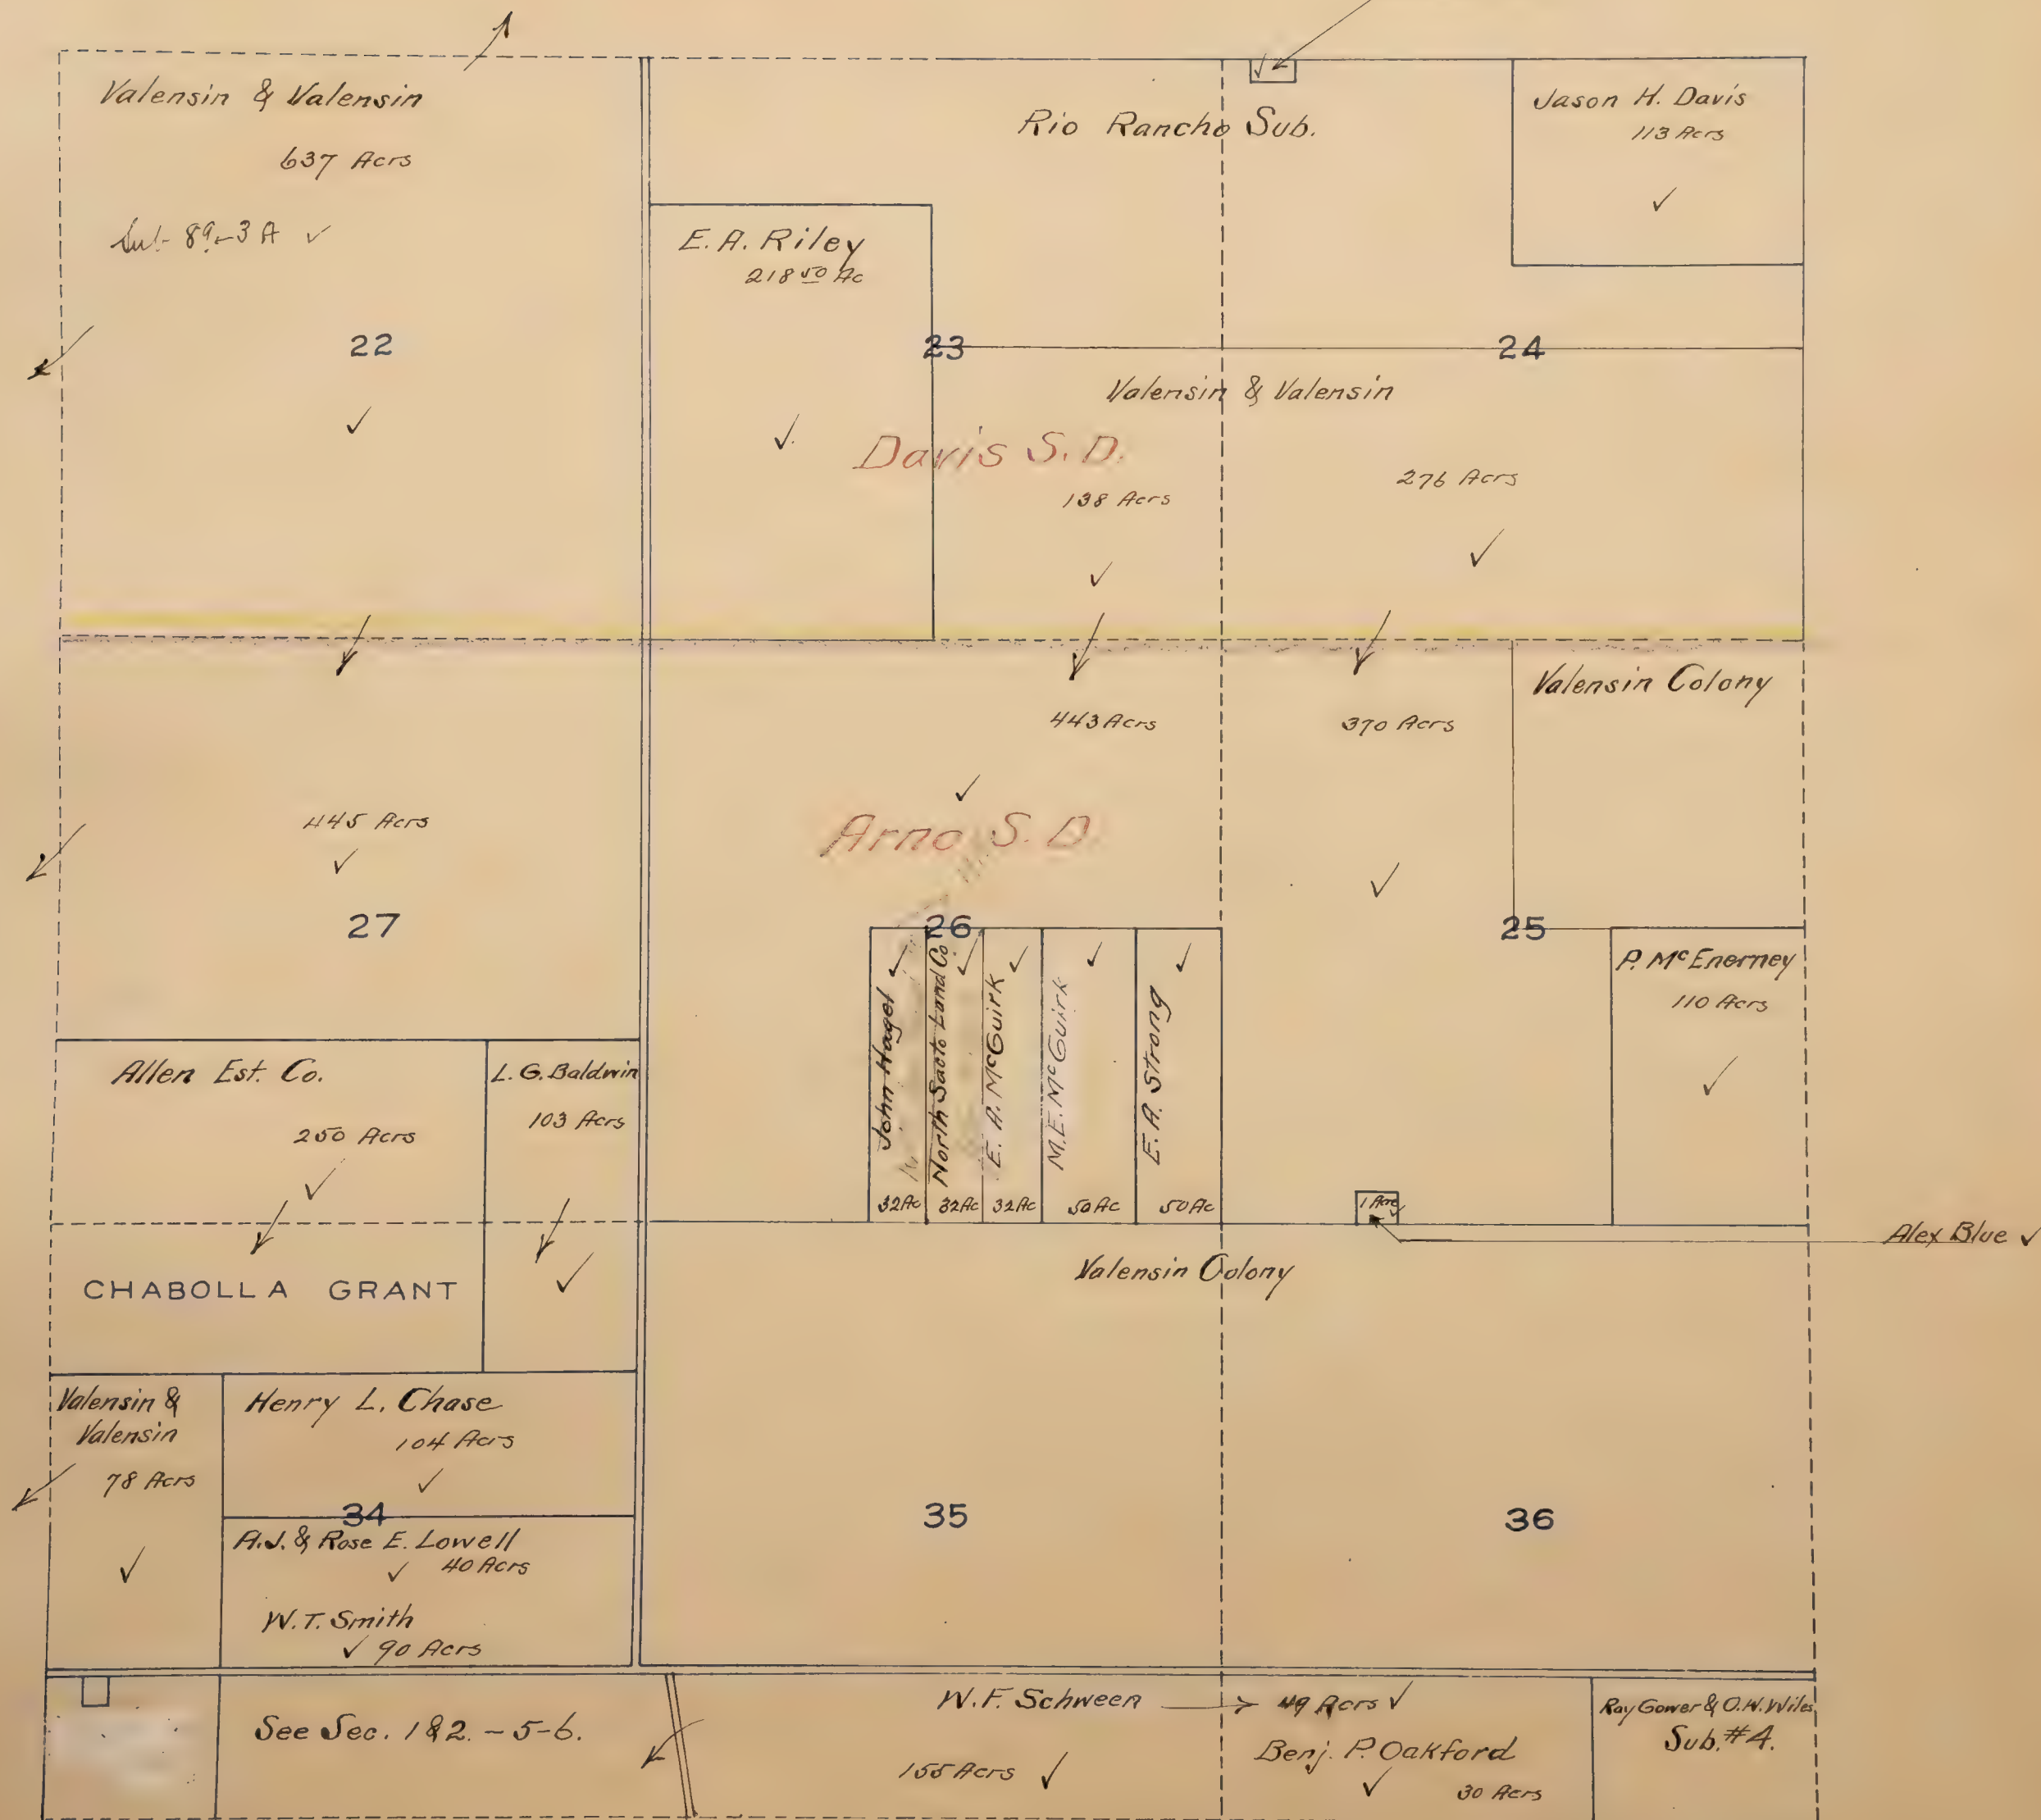 Valensin & Valensin
637 Acrs
22
Rio Rancho Sub.
Jason H. Davis
113 Acrs
E. A. Riley
218 50 Ac
23
24
Valensin & Valensin
Davis S. D.
138 Acrs
276 Acrs
443 Acrs
370 Acrs
Valensin Colony
445 Acrs
27
Arno S. D.
26
25
John Hagel
32 Ac
North Sacto Land Co
32 Ac
E. A. McGuirk
32 Ac
M. E. McGuirk
50 Ac
E. A. Strong
50 Ac
P. McEnerney
110 Acrs
1 Acre
Alex Blue
Allen Est. Co.
250 Acrs
L. G. Baldwin
103 Acrs
CHABOLLA GRANT
Valensin Colony
Valensin &
Valensin
78 Acrs
Henry L. Chase
104 Acrs
34
A. J. & Rose E. Lowell
40 Acrs
W. T. Smith
90 Acrs
35
36
See Sec. 1 & 2. - 5-6.
W. F. Schween
49 Acrs
155 Acrs
Benj. P. Oakford
30 Acrs
Ray Gower & O. W. Wiles
Sub. #4.